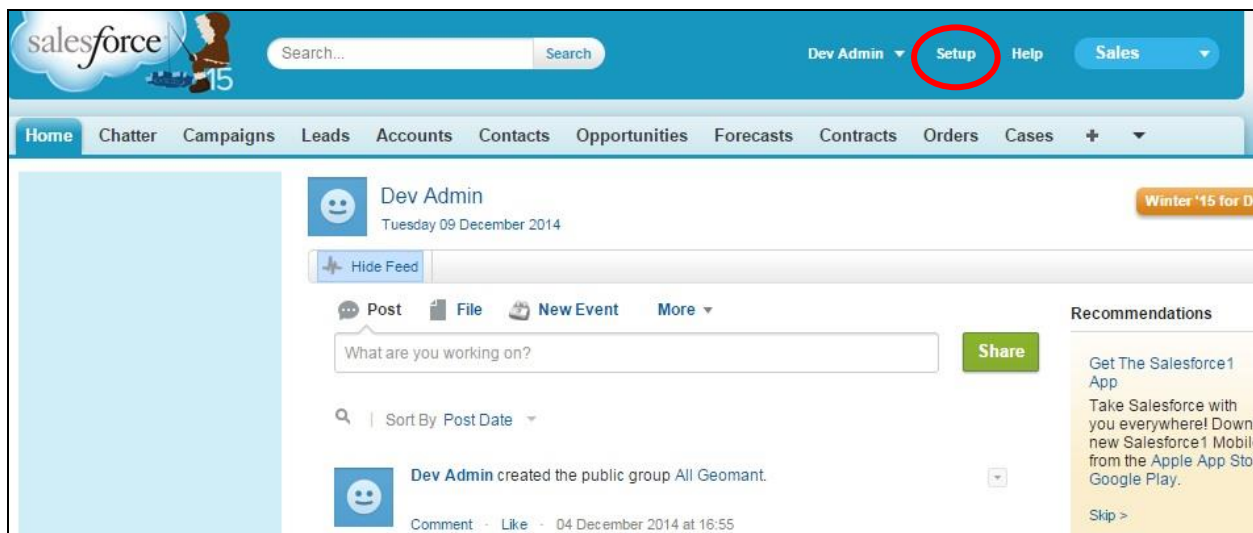 salesforce
15
Search...
Search
Dev Admin
Setup
Help
Sales
Home Chatter Campaigns Leads Accounts Contacts Opportunities Forecasts Contracts Orders Cases +
Dev Admin
Tuesday 09 December 2014
Winter '15 for D
Hide Feed
Post File New Event More
What are you working on?
Share
Sort By Post Date
Dev Admin created the public group All Geomant.
Comment · Like · 04 December 2014 at 16:55
Recommendations
Get The Salesforce1
App
Take Salesforce with
you everywhere! Down
new Salesforce1 Mobil
from the Apple App Sto
Google Play.
Skip >